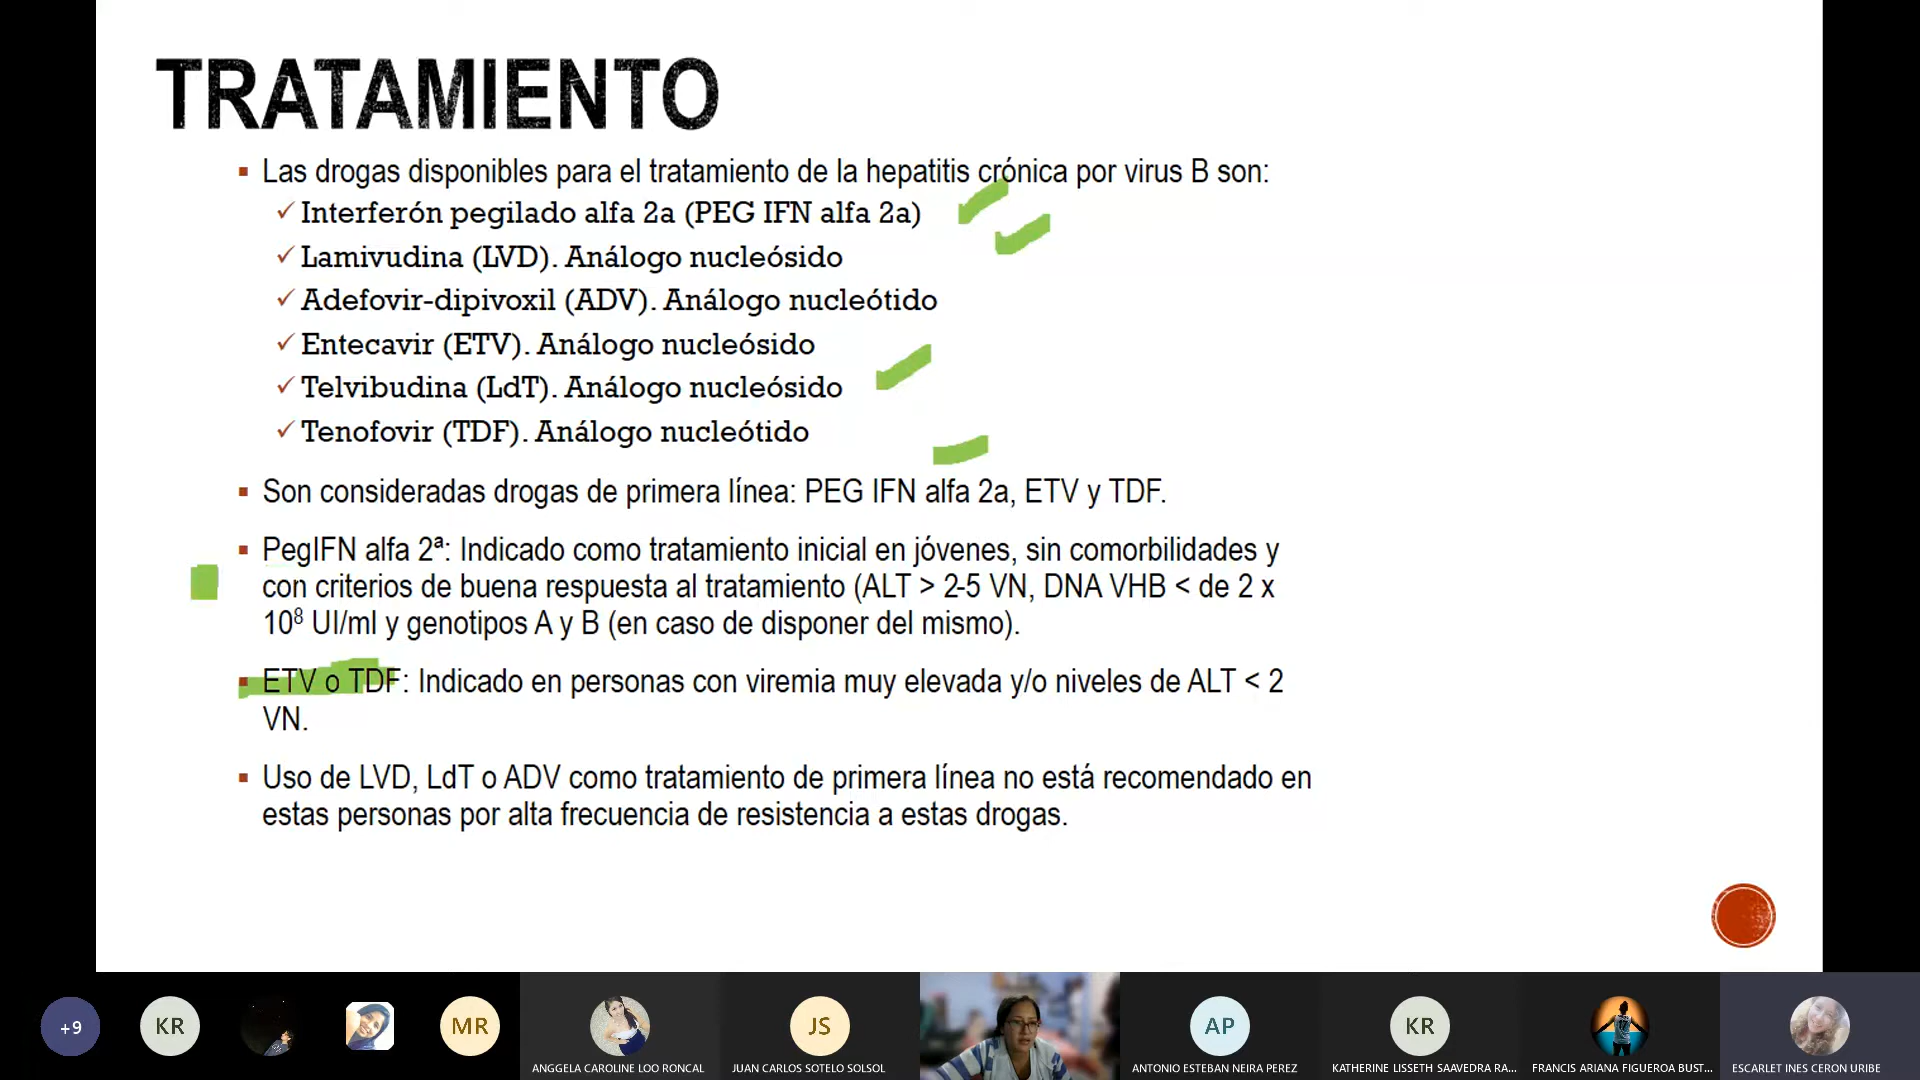 TRATAMIENTO
▪ Las drogas disponibles para el tratamiento de la hepatitis crónica por virus B son:
✓ Interferón pegilado alfa 2a (PEG IFN alfa 2a)
✓ Lamivudina (LVD). Análogo nucleósido
✓ Adefovir-dipivoxil (ADV). Análogo nucleótido
✓ Entecavir (ETV). Análogo nucleósido
✓ Telvibudina (LdT). Análogo nucleósido
✓ Tenofovir (TDF). Análogo nucleótido
▪ Son consideradas drogas de primera línea: PEG IFN alfa 2a, ETV y TDF.
▪ PegIFN alfa 2ª: Indicado como tratamiento inicial en jóvenes, sin comorbilidades y
con criterios de buena respuesta al tratamiento (ALT > 2-5 VN, DNA VHB < de 2 x
10⁸ UI/ml y genotipos A y B (en caso de disponer del mismo).
▪ ETV o TDF: Indicado en personas con viremia muy elevada y/o niveles de ALT < 2
VN.
▪ Uso de LVD, LdT o ADV como tratamiento de primera línea no está recomendado en
estas personas por alta frecuencia de resistencia a estas drogas.
+9
KR
MR
JS
AP
KR
ANGGELA CAROLINE LOO RONCAL
JUAN CARLOS SOTELO SOLSOL
ANTONIO ESTEBAN NEIRA PEREZ
KATHERINE LISSETH SAAVEDRA RA...
FRANCIS ARIANA FIGUEROA BUST...
ESCARLET INES CERON URIBE